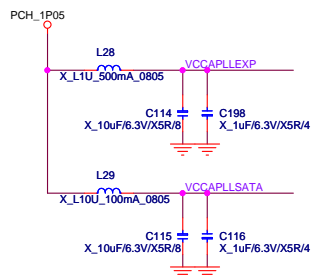 PCH_1P05
L28
VCCAPLLEXP
X_L1U_500mA_0805
C114
C198
X_10uF/6.3V/X5R/8
X_1uF/6.3V/X5R/4
L29
VCCAPLLSATA
X_L10U_100mA_0805
C115
C116
X_10uF/6.3V/X5R/8
X_1uF/6.3V/X5R/4